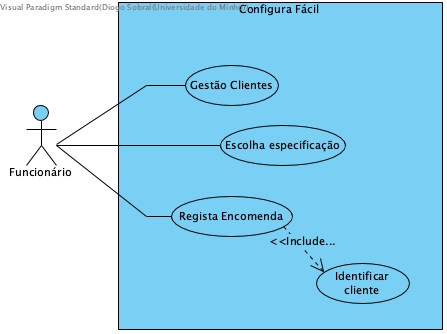 Visual Paradigm Standard(Diogo Sobral(Universidade do Minho)
Configura Fácil
Gestão Clientes
Escolha especificação
Funcionário
Regista Encomenda
<<Include...
Identificar
cliente